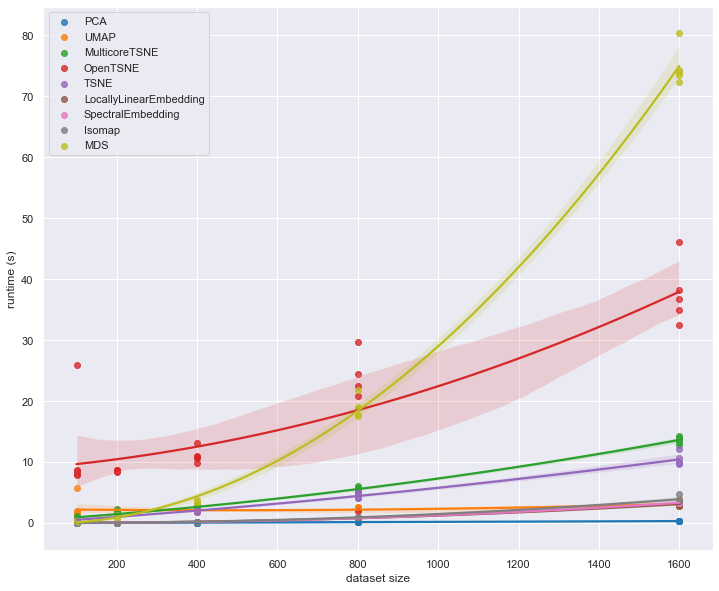 PCA
UMAP
MulticoreTSNE
OpenTSNE
TSNE
LocallyLinearEmbedding
SpectralEmbedding
Isomap
MDS
80
70
60
50
40
30
20
10
0
runtime (s)
200 400 600 800 1000 1200 1400 1600
dataset size